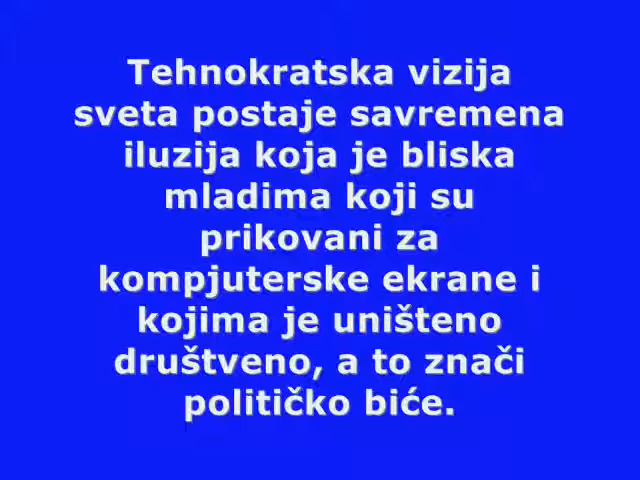 Tehnokratska vizija
sveta postaje savremena
iluzija koja je bliska
mladima koji su
prikovani za
kompjuterske ekrane i
kojima je uništeno
društveno, a to znači
političko biće.